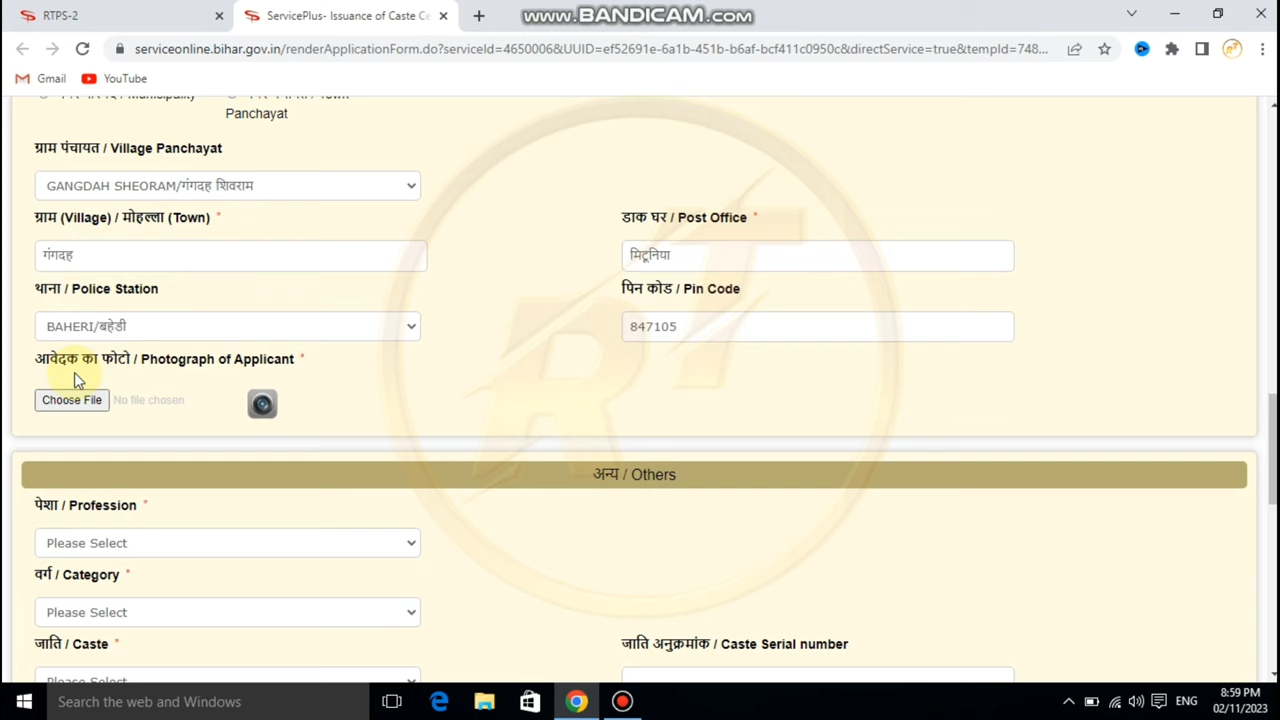 RTPS-2
ServicePlus- Issuance of Caste Ce
www.BANDICAM.com
serviceonline.bihar.gov.in/renderApplicationForm.do?serviceId=4650006&UUID=ef52691e-6a1b-451b-b6af-bcf411c0950c&directService=true&tempId=748...
Gmail
YouTube
Panchayat
ग्राम पंचायत / Village Panchayat
GANGDAH SHEORAM/गंगदह शिवराम
ग्राम (Village) / मोहल्ला (Town) *
डाक घर / Post Office *
गंगदह
मिटूनिया
थाना / Police Station
पिन कोड / Pin Code
BAHERI/बहेडी
847105
आवेदक का फोटो / Photograph of Applicant *
Choose File No file chosen
RT
अन्य / Others
पेशा / Profession *
Please Select
वर्ग / Category *
Please Select
जाति / Caste *
जाति अनुक्रमांक / Caste Serial number
Please Select
Search the web and Windows
ENG
8:59 PM
02/11/2023